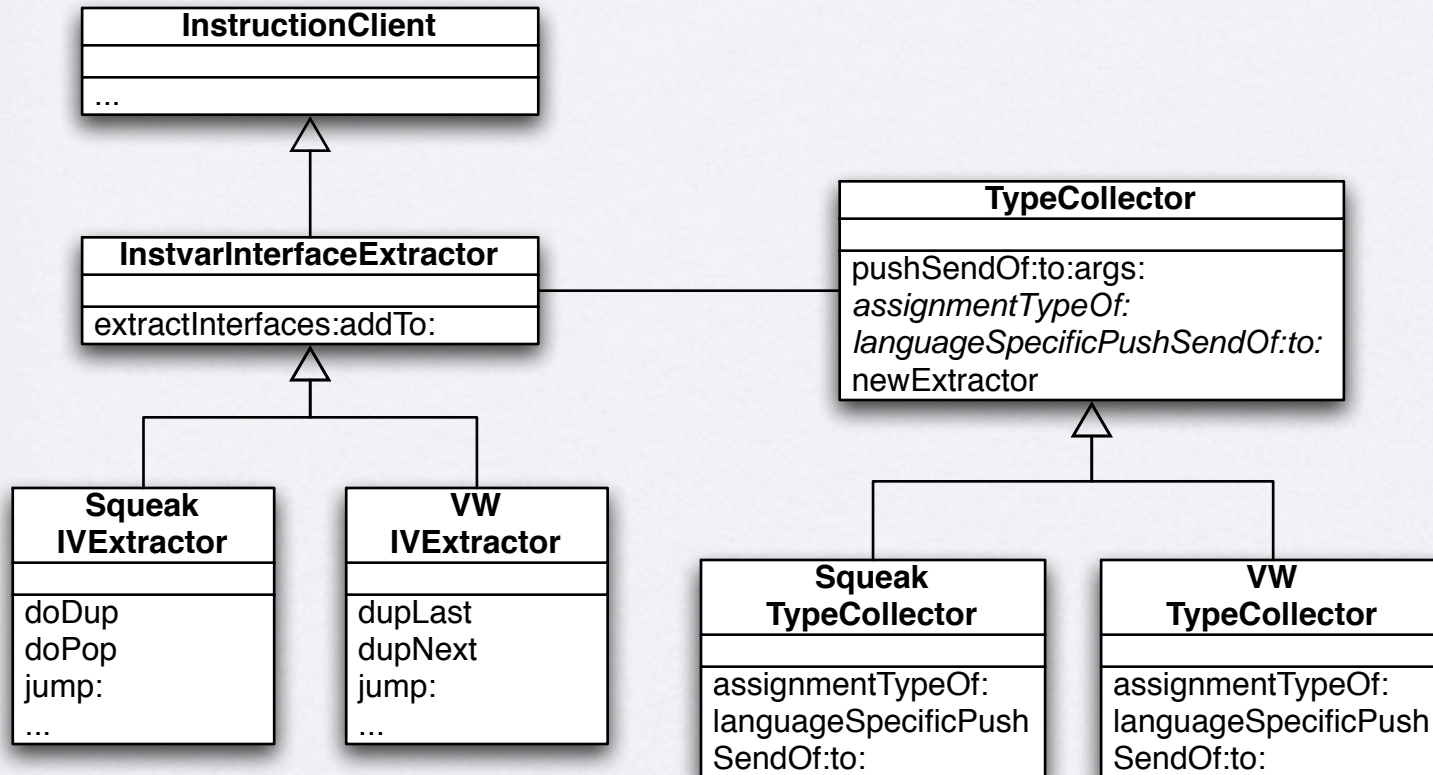 InstructionClient
...
InstvarInterfaceExtractor
extractInterfaces:addTo:
TypeCollector
pushSendOf:to:args:
assignmentTypeOf:
languageSpecificPushSendOf:to:
newExtractor
Squeak
IVExtractor
doDup
doPop
jump:
...
VW
IVExtractor
dupLast
dupNext
jump:
...
Squeak
TypeCollector
assignmentTypeOf:
languageSpecificPush
SendOf:to:
VW
TypeCollector
assignmentTypeOf:
languageSpecificPush
SendOf:to: